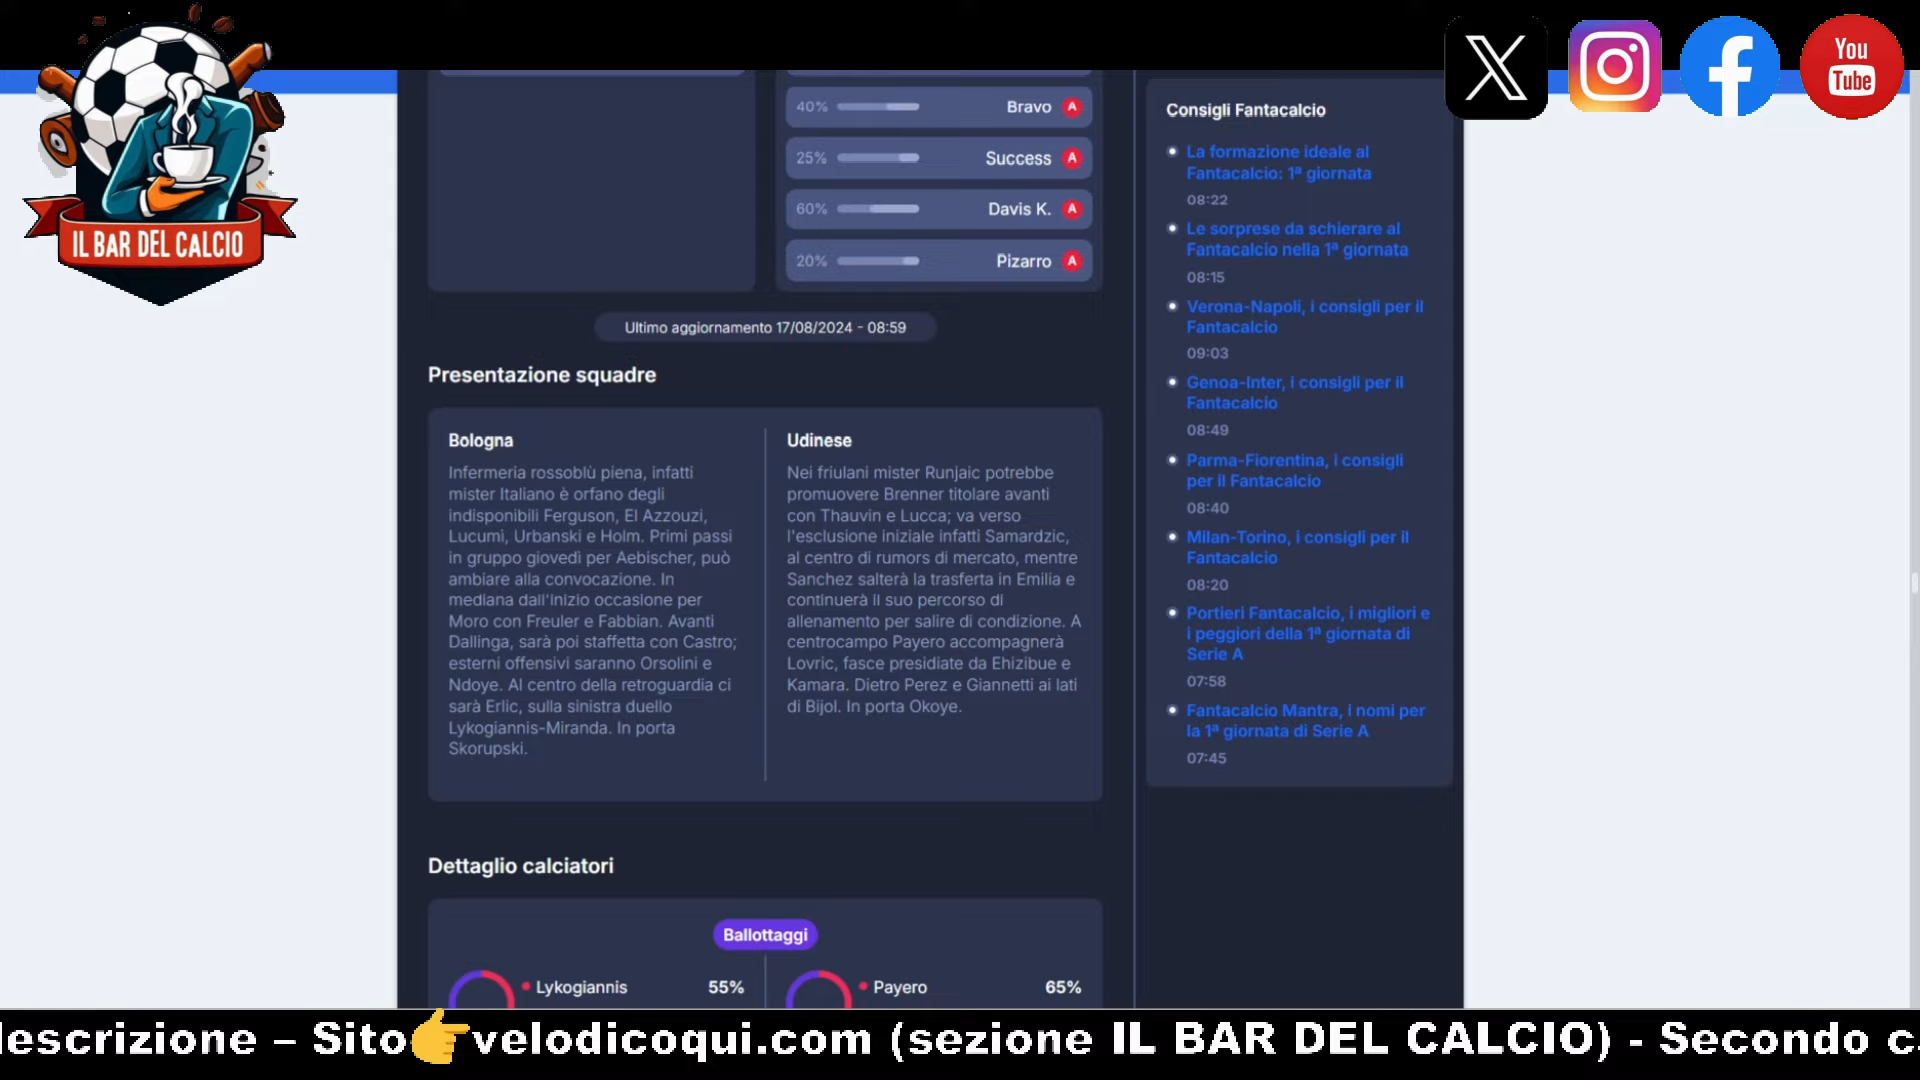 IL BAR DEL CALCIO
You
Tube
40% Bravo A
25% Success A
60% Davis K. A
20% Pizarro A
Ultimo aggiornamento 17/08/2024 - 08:59
Presentazione squadre
Bologna
Infermeria rossoblù piena, infatti
mister Italiano è orfano degli
indisponibili Ferguson, El Azzouzi,
Lucumì, Urbanski e Holm. Primi passi
in gruppo giovedì per Aebischer, può
ambiare alla convocazione. In
mediana dall'inizio occasione per
Moro con Freuler e Fabbian. Avanti
Dallinga, sarà poi staffetta con Castro;
esterni offensivi saranno Orsolini e
Ndoye. Al centro della retroguardia ci
sarà Erlic, sulla sinistra duello
Lykogiannis-Miranda. In porta
Skorupski.
Udinese
Nei friulani mister Runjaic potrebbe
promuovere Brenner titolare avanti
con Thauvin e Lucca; va verso
l'esclusione iniziale infatti Samardzic,
al centro di rumors di mercato, mentre
Sanchez salterà la trasferta in Emilia e
continuerà il suo percorso di
allenamento per salire di condizione. A
centrocampo Payero accompagnerà
Lovric, fasce presidiate da Ehizibue e
Kamara. Dietro Perez e Giannetti ai lati
di Bijol. In porta Okoye.
Dettaglio calciatori
Ballottaggi
Lykogiannis 55%
Payero 65%
Consigli Fantacalcio
La formazione ideale al
Fantacalcio: 1ª giornata
08:22
Le sorprese da schierare al
Fantacalcio nella 1ª giornata
08:15
Verona-Napoli, i consigli per il
Fantacalcio
09:03
Genoa-Inter, i consigli per il
Fantacalcio
08:49
Parma-Fiorentina, i consigli
per il Fantacalcio
08:40
Milan-Torino, i consigli per il
Fantacalcio
08:20
Portieri Fantacalcio, i migliori e
i peggiori della 1ª giornata di
Serie A
07:58
Fantacalcio Mantra, i nomi per
la 1ª giornata di Serie A
07:45
descrizione – Sito👉velodicoqui.com (sezione IL BAR DEL CALCIO) - Secondo c